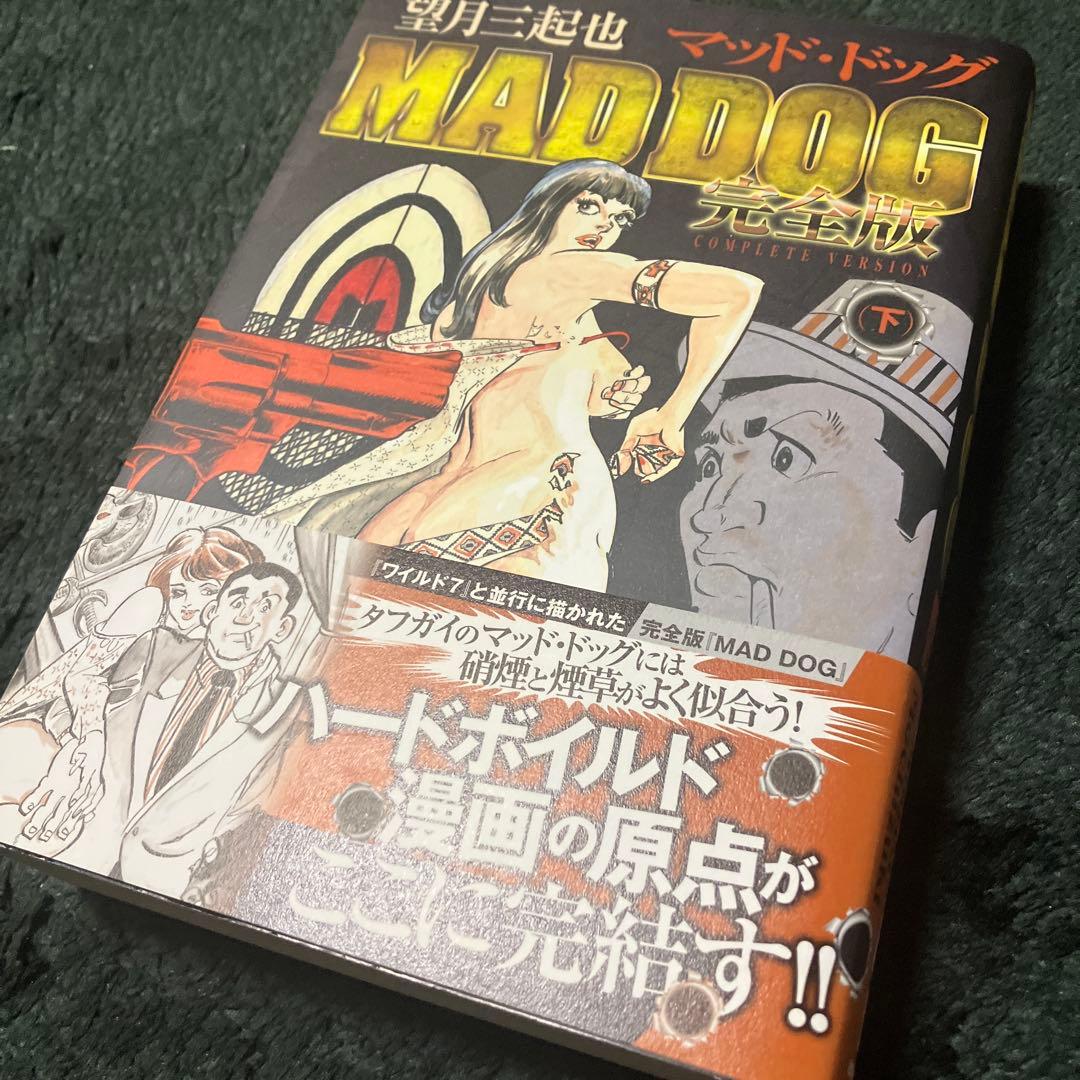 望月三起也
マッド・ドッグ
MAD DOG
完全版
COMPLETE VERSION
下
『ワイルド7』と並行に描かれた
完全版『MAD DOG』
タフガイのマッド・ドッグには
硝煙と煙草がよく似合う!
ハードボイルド
漫画の原点が
ここに完結す!!